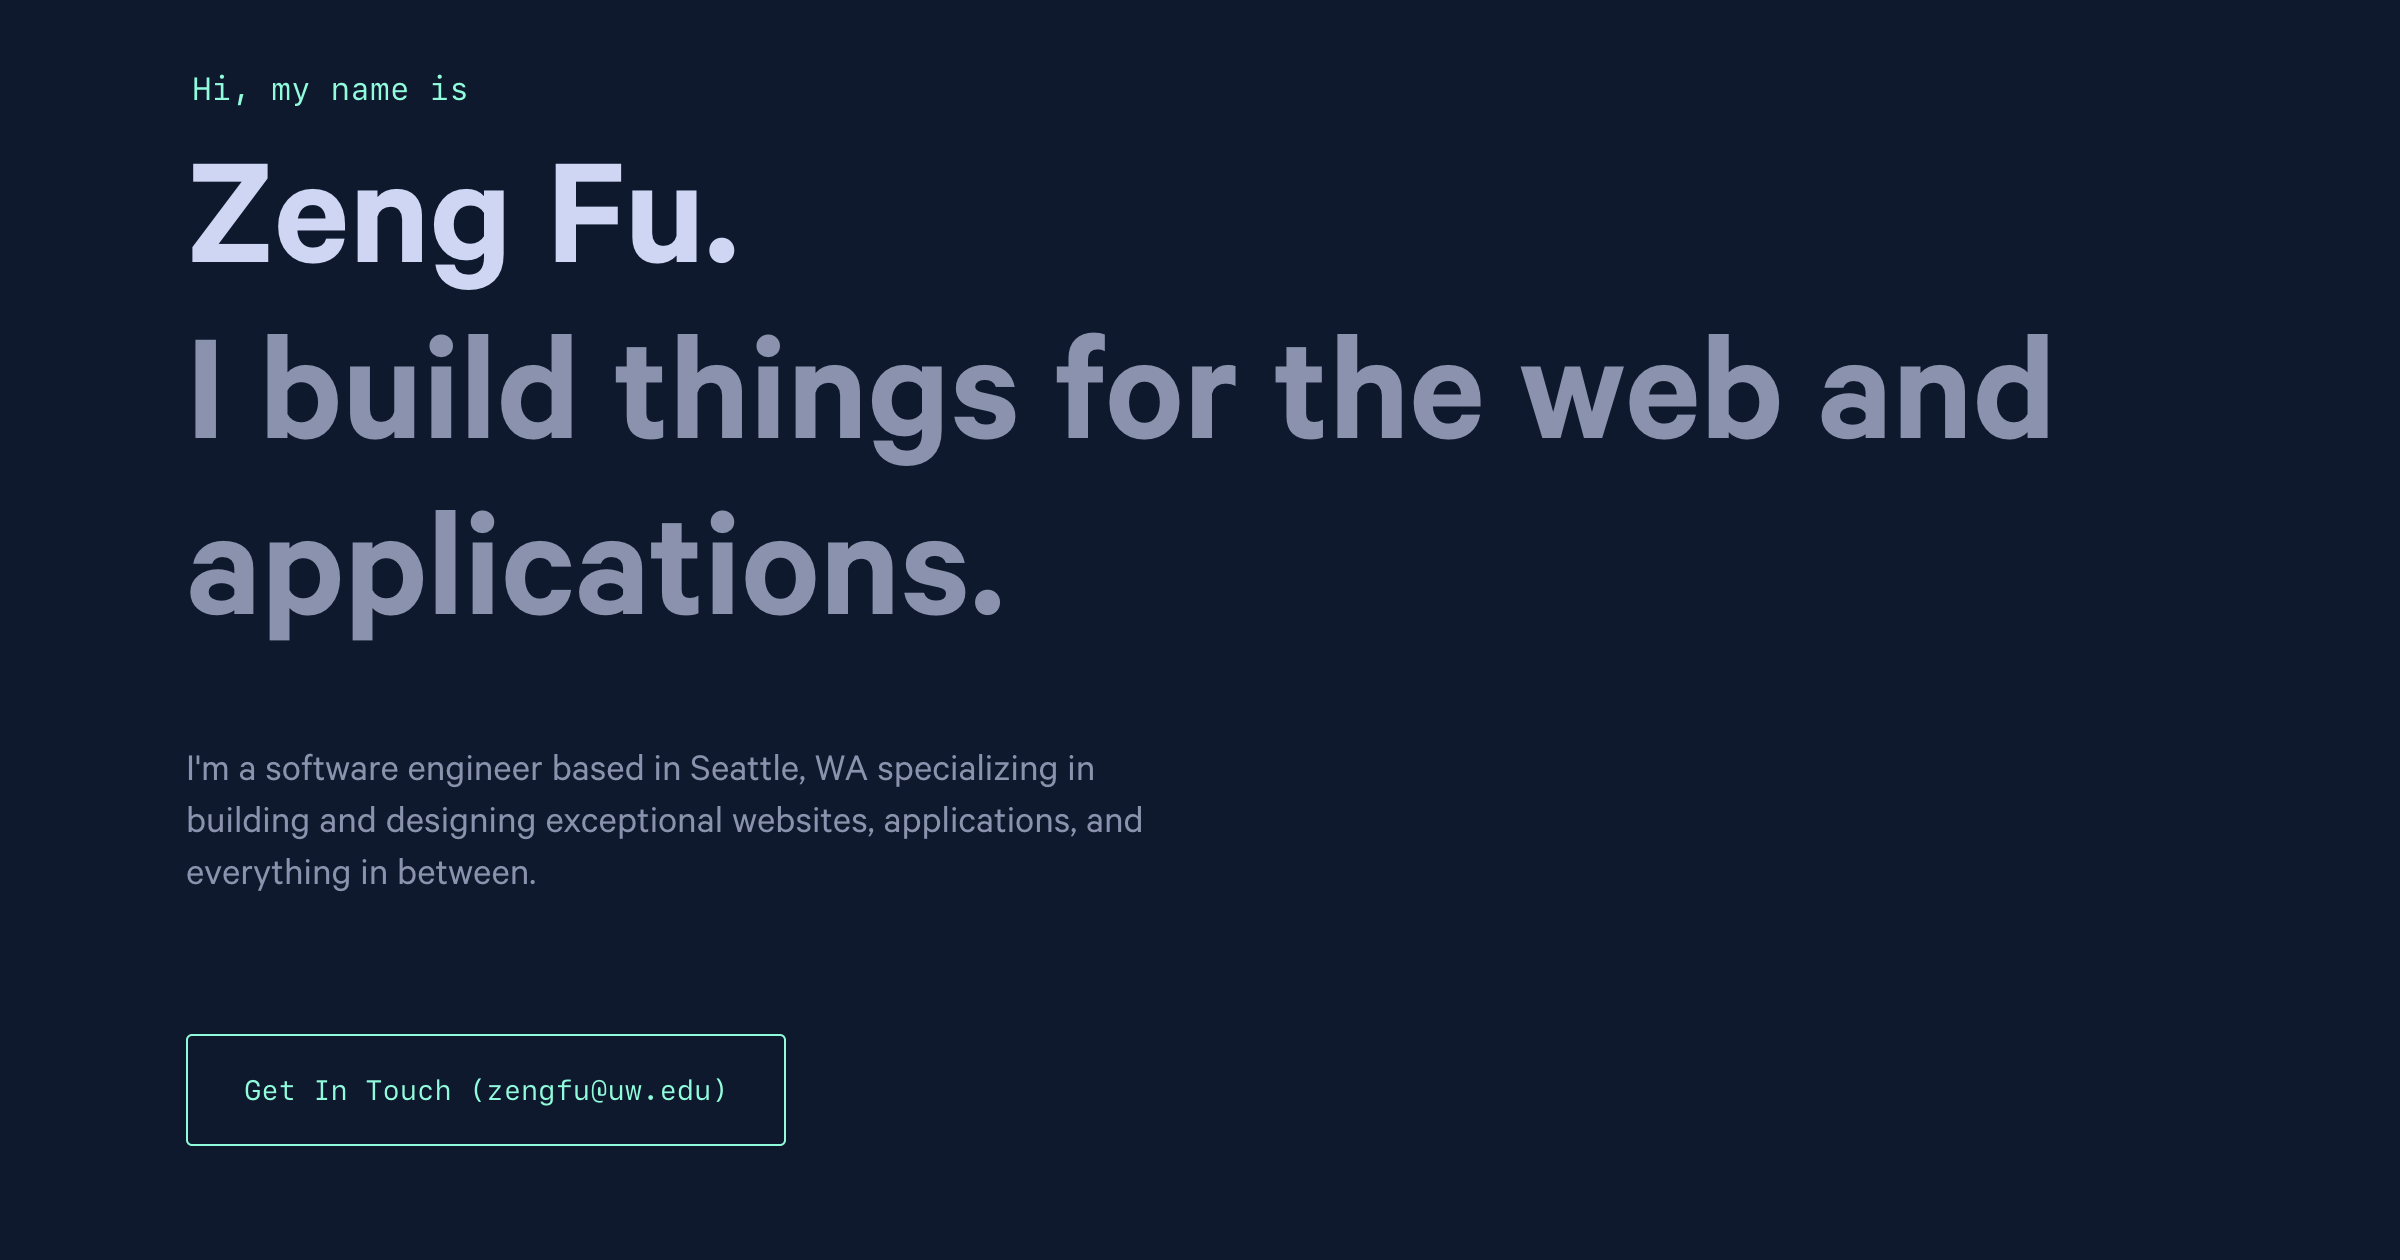 Hi, my name is
Zeng Fu.
I build things for the web and
applications.
I'm a software engineer based in Seattle, WA specializing in
building and designing exceptional websites, applications, and
everything in between.
Get In Touch (zengfu@uw.edu)